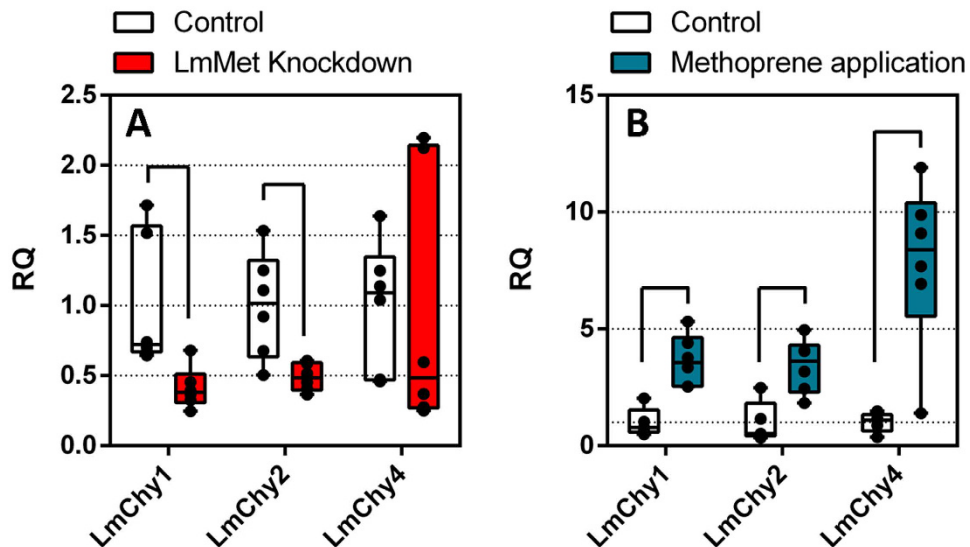 Control
LmMet Knockdown
A
RQ
2.5
2.0
1.5
1.0
0.5
0.0
LmChy1
LmChy2
LmChy4
Control
Methoprene application
B
RQ
15
10
5
1
0
LmChy1
LmChy2
LmChy4